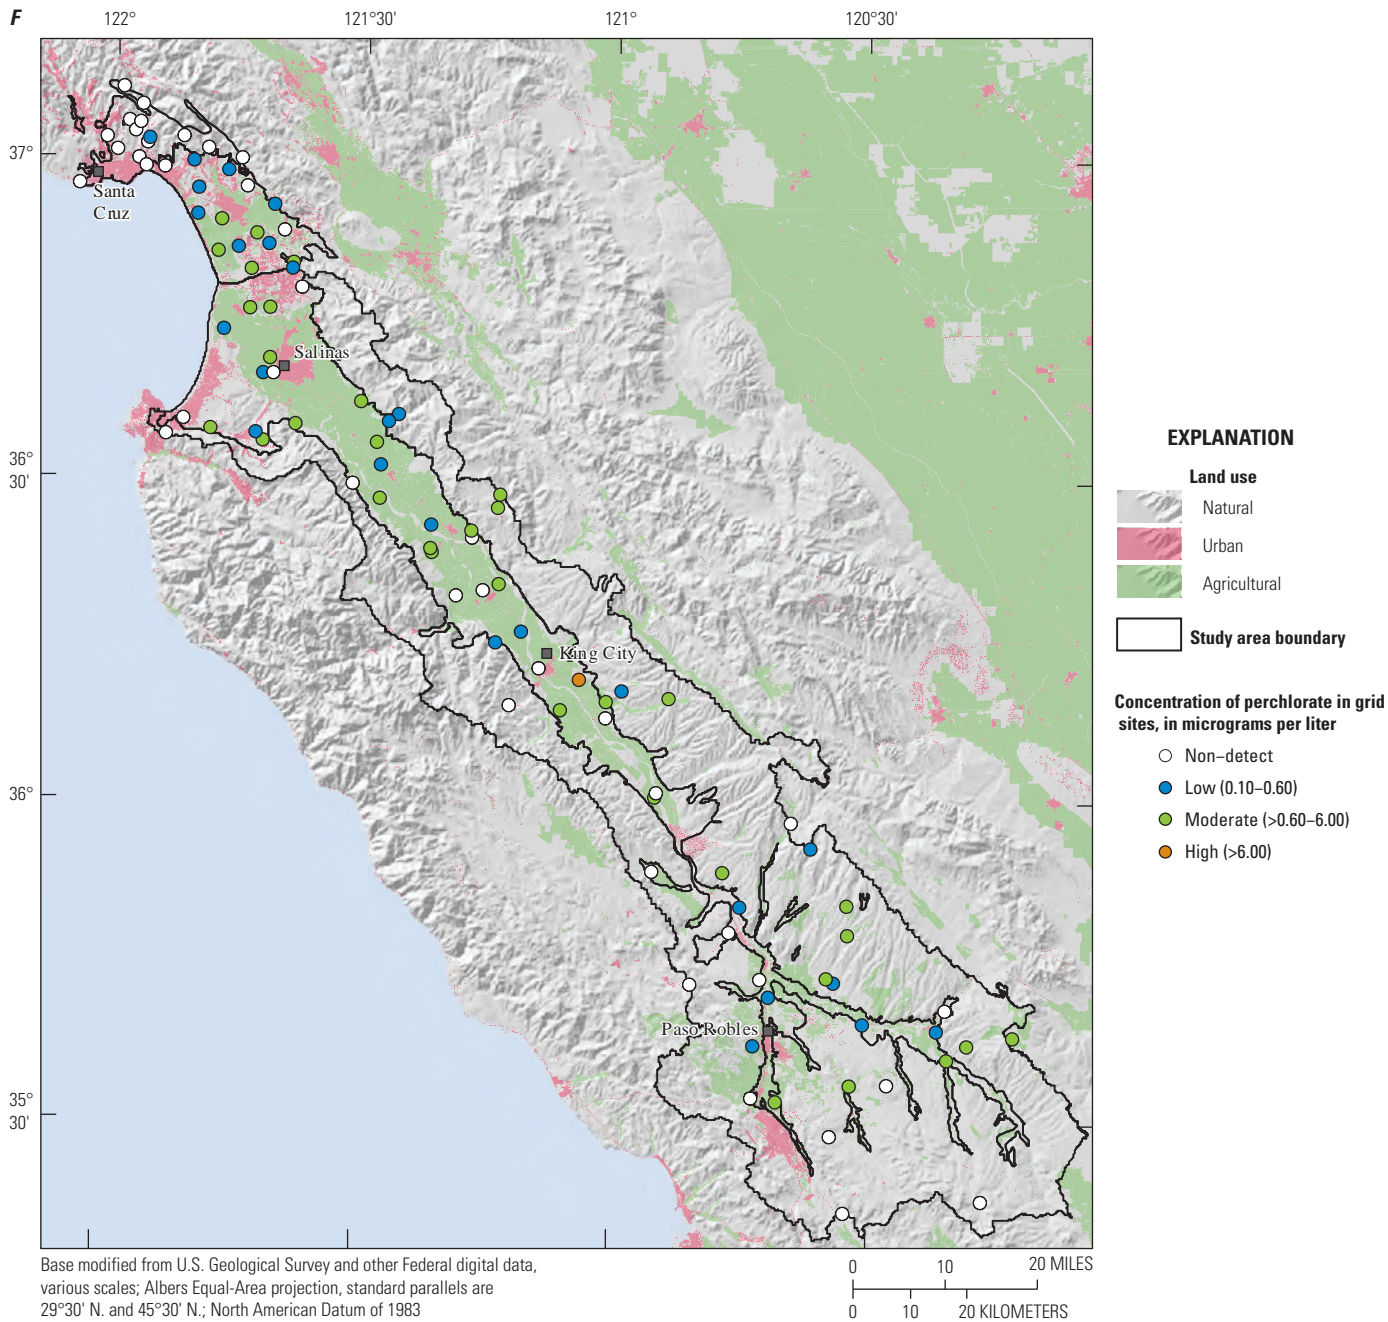 F
122°
121°30'
121°
120°30'
37°
36°
30'
36°
35°
30'
Santa
Cruz
Salinas
King City
Paso Robles
EXPLANATION
Land use
Natural
Urban
Agricultural
Study area boundary
Concentration of perchlorate in grid
sites, in micrograms per liter
Non–detect
Low (0.10–0.60)
Moderate (>0.60–6.00)
High (>6.00)
Base modified from U.S. Geological Survey and other Federal digital data,
various scales; Albers Equal-Area projection, standard parallels are
29°30' N. and 45°30' N.; North American Datum of 1983
0 10 20 MILES
0 10 20 KILOMETERS